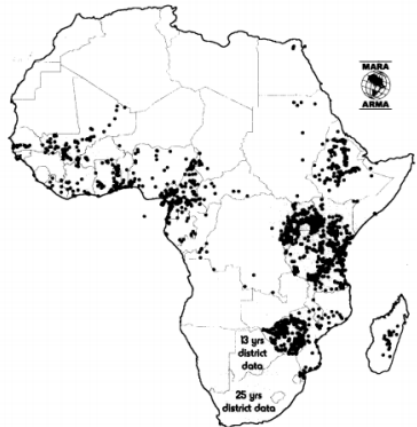 MARA
ARMA
13 yrs
district
data
25 yrs
district data